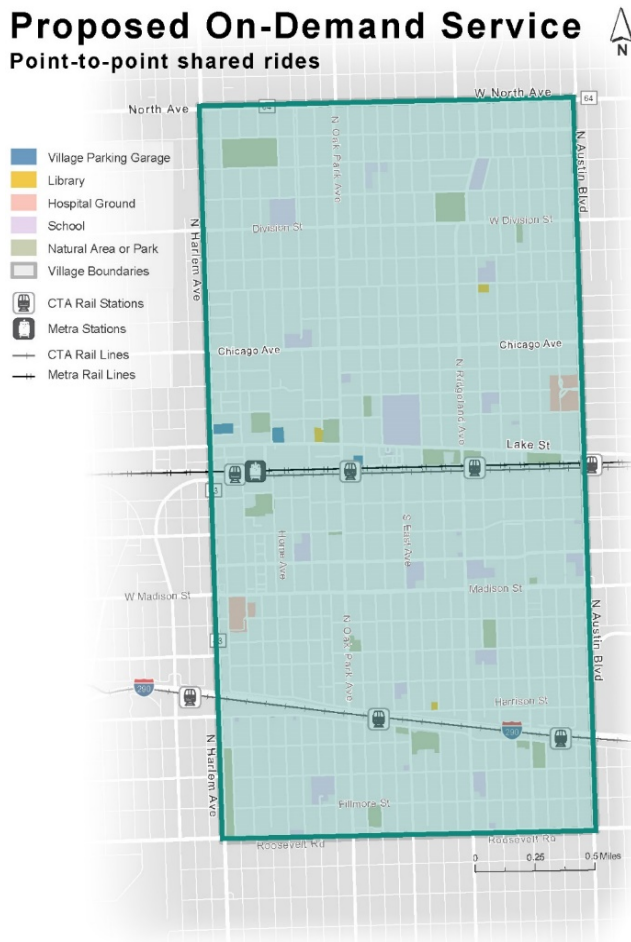 Proposed On-Demand Service
Point-to-point shared rides
N
W North Ave
64
North Ave
64
N Oak Park Ave
N Austin Blvd
Village Parking Garage
Library
Hospital Ground
School
Natural Area or Park
Village Boundaries
CTA Rail Stations
Metra Stations
CTA Rail Lines
Metra Rail Lines
N Harlem Ave
Division St
W Division St
Chicago Ave
Chicago Ave
N Ridgeland Ave
Lake St
43
Home Ave
S East Ave
W Madison St
Madison St
N Oak Park Ave
N Austin Blvd
43
290
Harrison St
290
N Harlem Ave
Fillmore St
Roosevelt Rd
Roosevelt Rd
0 0.25 0.5 Miles